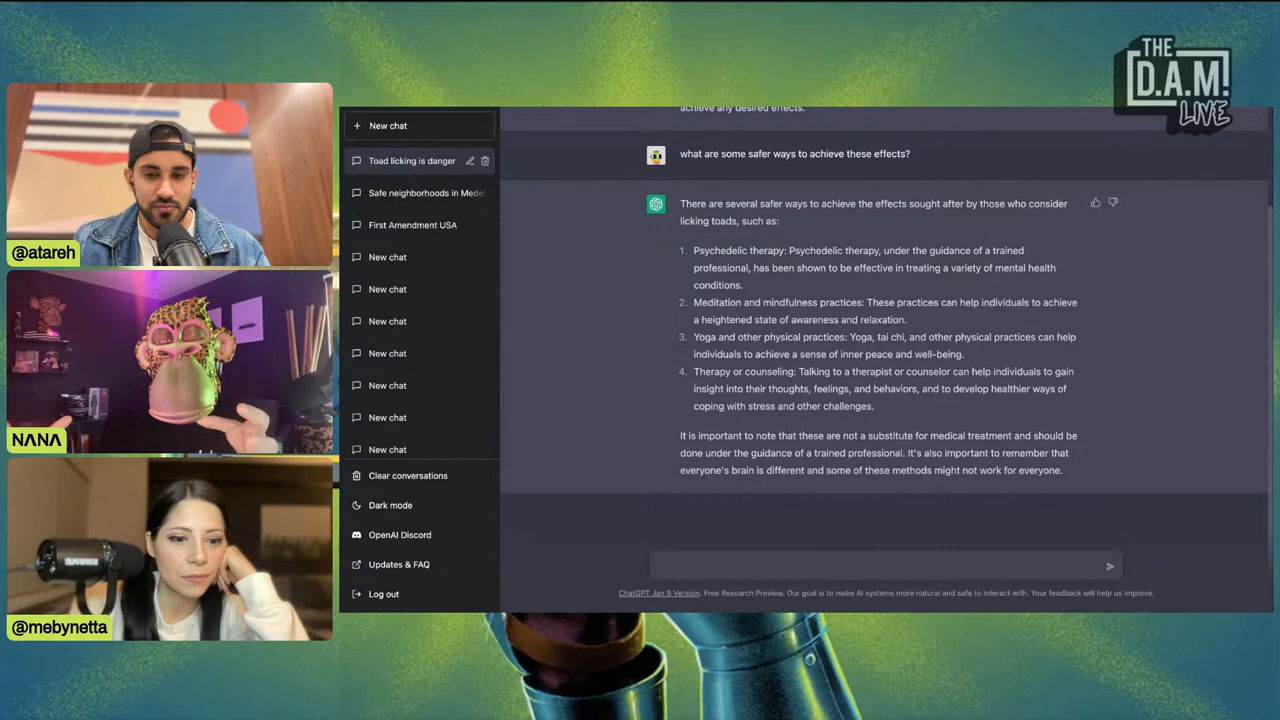 THE
D.A.M!
LIVE
@atareh
NΛNΛ
@mebynetta
New chat
Toad licking is danger
Safe neighborhoods in Mede
First Amendment USA
New chat
New chat
New chat
New chat
New chat
New chat
New chat
Clear conversations
Dark mode
OpenAI Discord
Updates & FAQ
Log out
achieve any desired effects.
what are some safer ways to achieve these effects?
There are several safer ways to achieve the effects sought after by those who consider
licking toads, such as:
1. Psychedelic therapy: Psychedelic therapy, under the guidance of a trained
professional, has been shown to be effective in treating a variety of mental health
conditions.
2. Meditation and mindfulness practices: These practices can help individuals to achieve
a heightened state of awareness and relaxation.
3. Yoga and other physical practices: Yoga, tai chi, and other physical practices can help
individuals to achieve a sense of inner peace and well-being.
4. Therapy or counseling: Talking to a therapist or counselor can help individuals to gain
insight into their thoughts, feelings, and behaviors, and to develop healthier ways of
coping with stress and other challenges.
It is important to note that these are not a substitute for medical treatment and should be
done under the guidance of a trained professional. It's also important to remember that
everyone's brain is different and some of these methods might not work for everyone.
ChatGPT Jan 9 Version. Free Research Preview. Our goal is to make AI systems more natural and safe to interact with. Your feedback will help us improve.